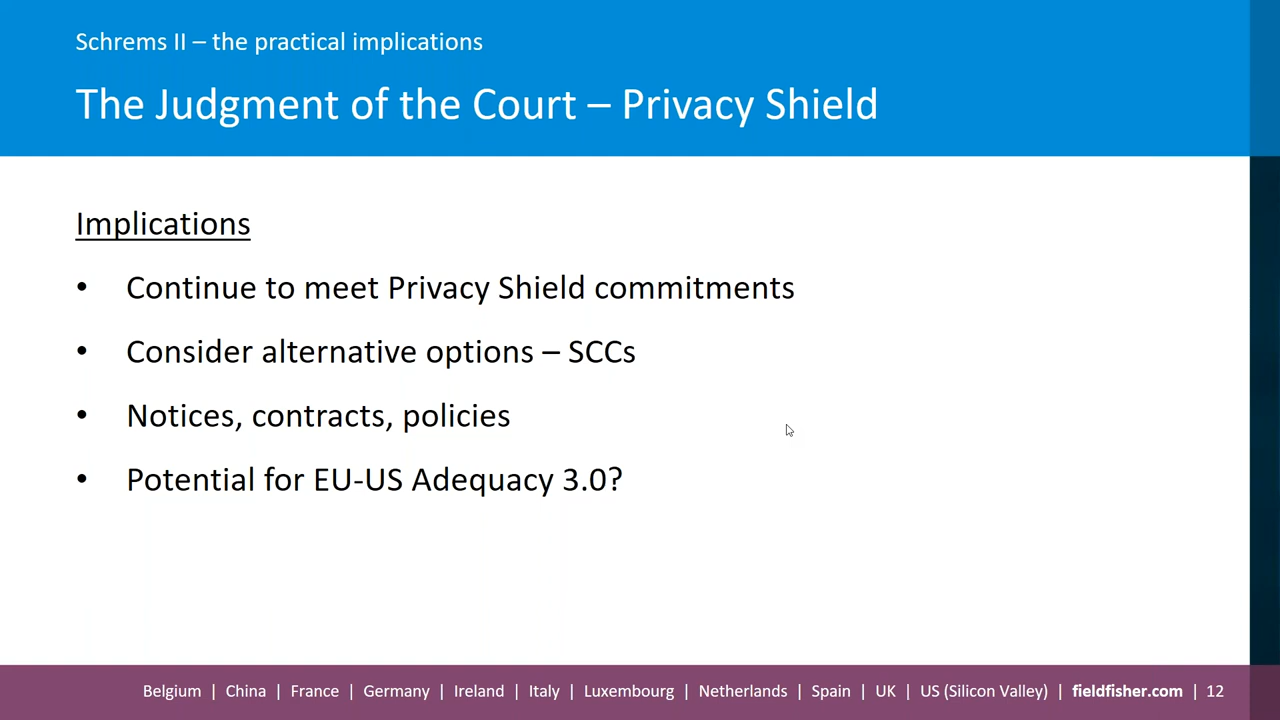 Schrems II – the practical implications
The Judgment of the Court – Privacy Shield
Implications
• Continue to meet Privacy Shield commitments
• Consider alternative options – SCCs
• Notices, contracts, policies
• Potential for EU-US Adequacy 3.0?
Belgium | China | France | Germany | Ireland | Italy | Luxembourg | Netherlands | Spain | UK | US (Silicon Valley) | fieldfisher.com | 12